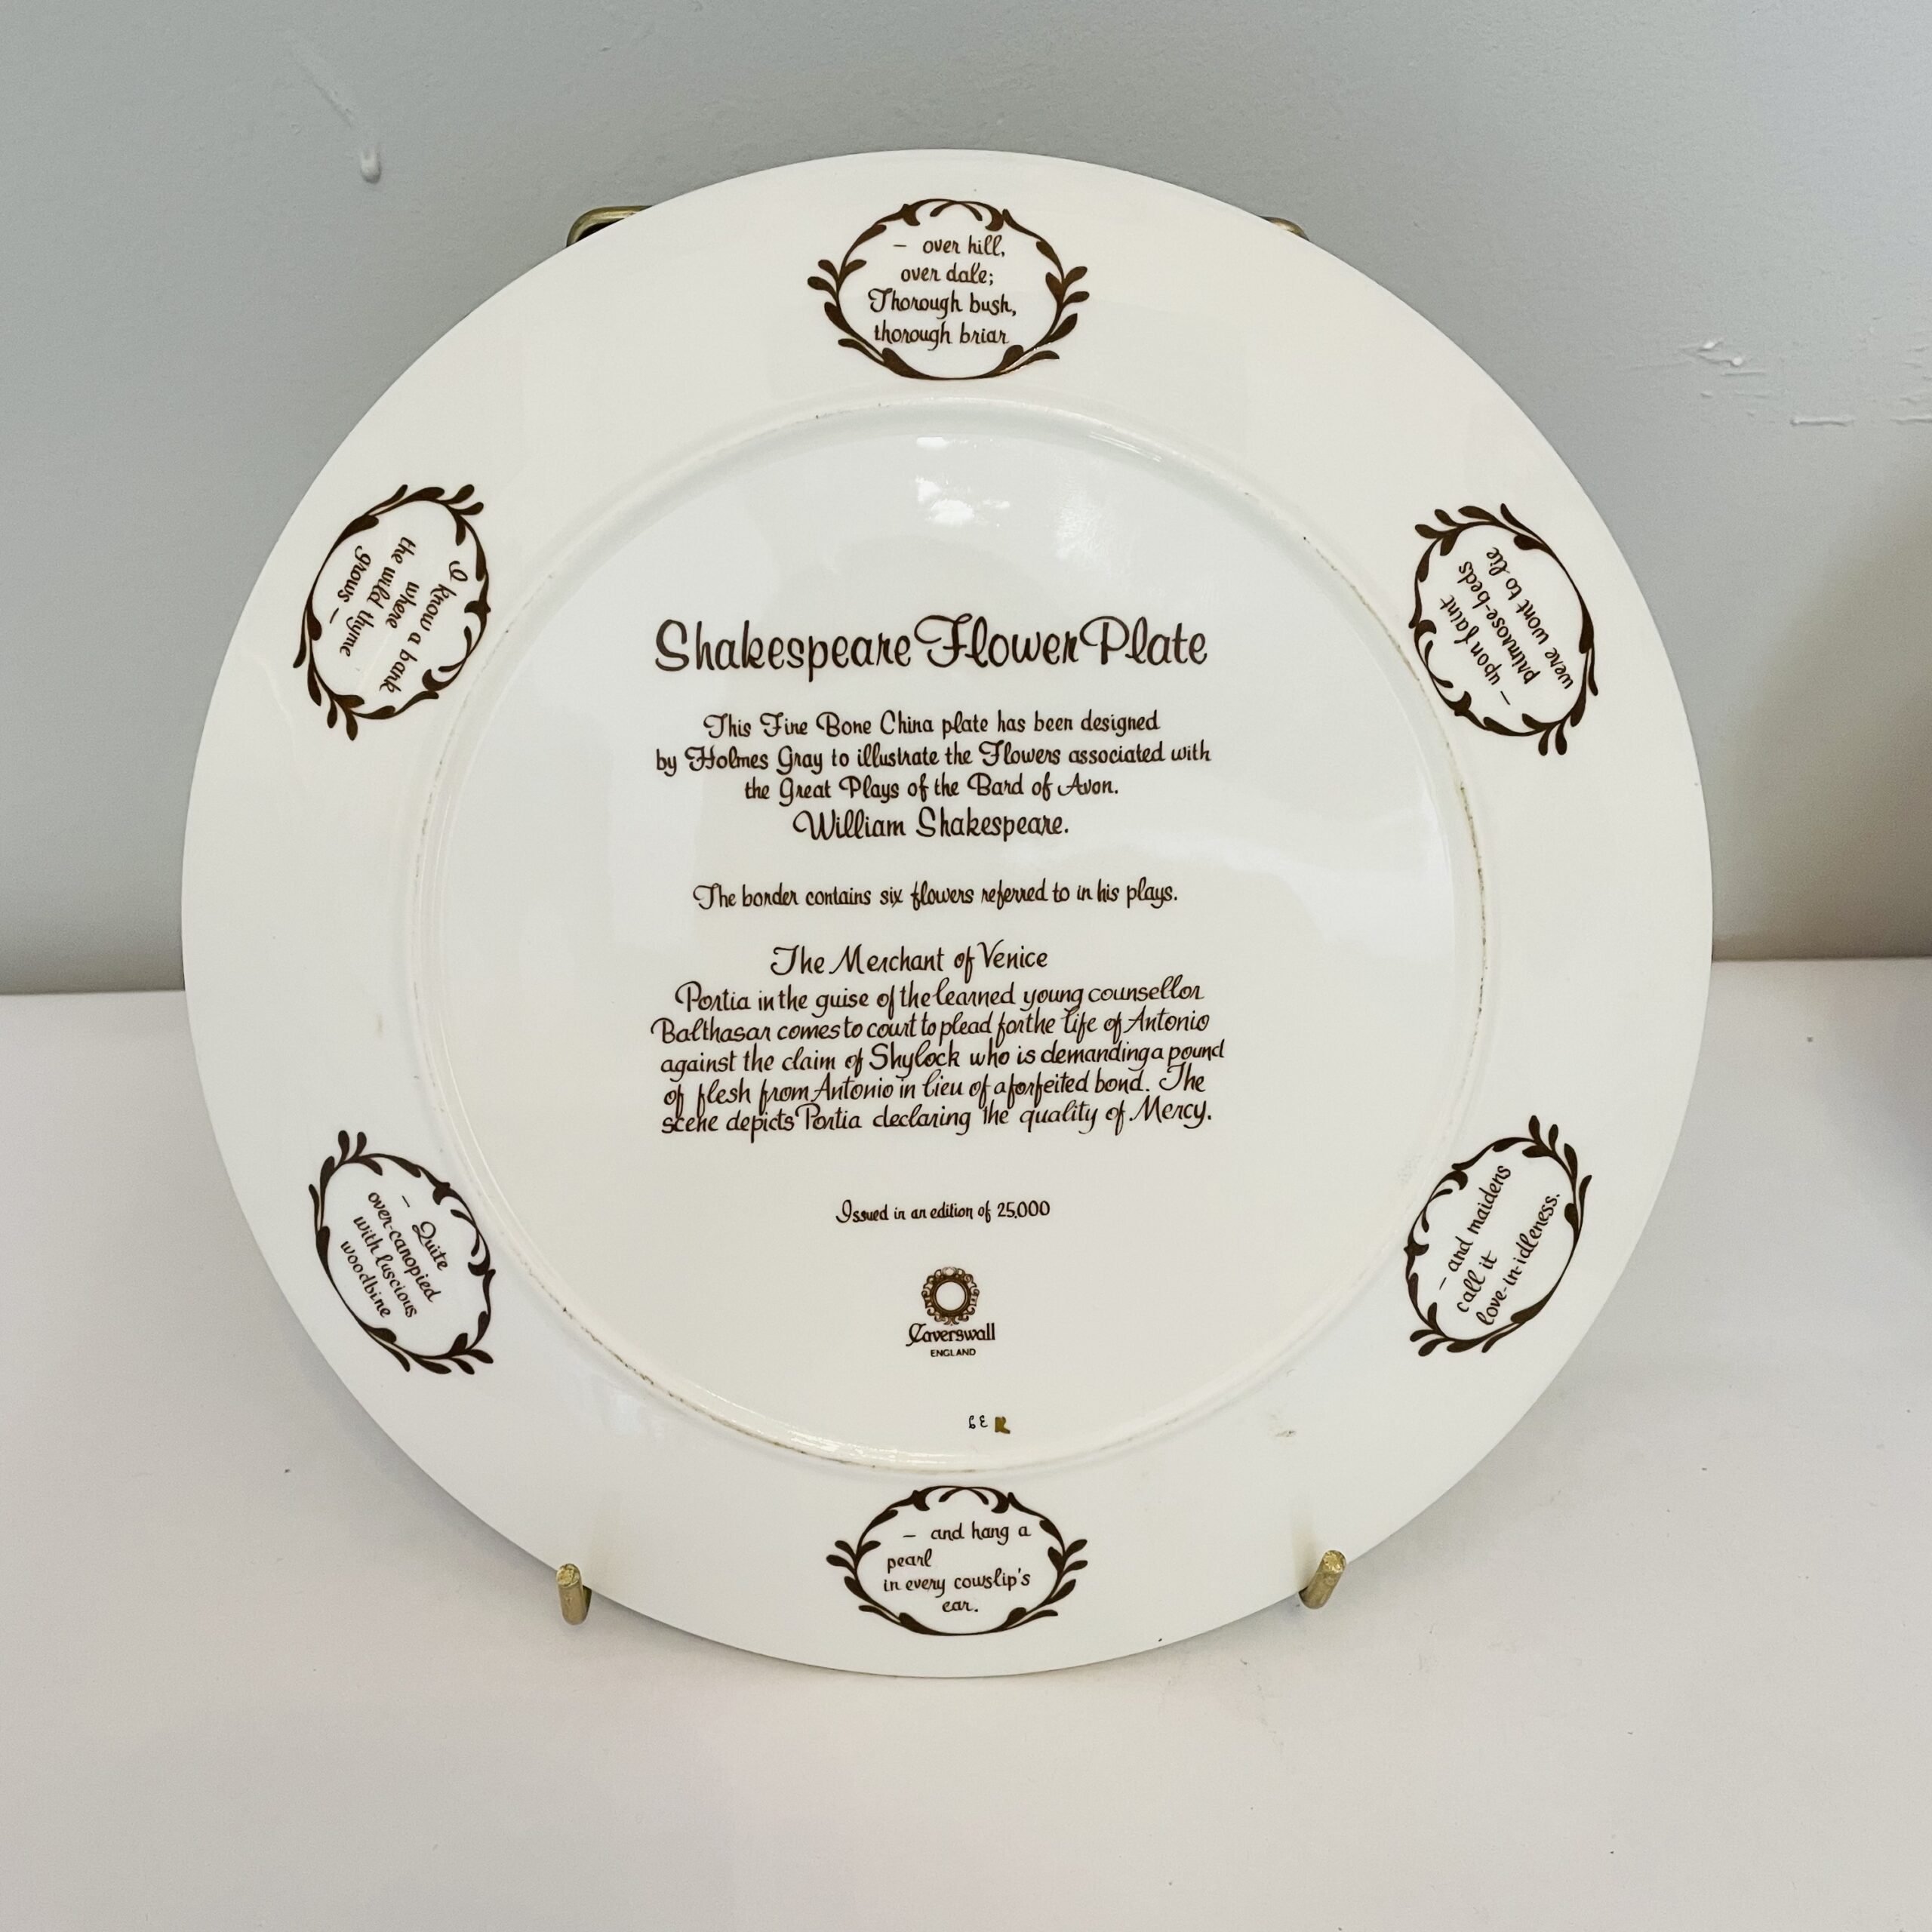 — over hill,
over dale;
Thorough bush,
thorough briar
I know a bank
where
the wild thyme
grows —
— upon faint
primrose-beds
were wont to lie
Shakespeare Flower Plate
This Fine Bone China plate has been designed
by Holmes Gray to illustrate the Flowers associated with
the Great Plays of the Bard of Avon.
William Shakespeare.
The border contains six flowers referred to in his plays.
The Merchant of Venice
Portia in the guise of the learned young counsellor
Balthasar comes to court to plead for the life of Antonio
against the claim of Shylock who is demanding a pound
of flesh from Antonio in lieu of a forfeited bond. The
scene depicts Portia declaring the quality of Mercy.
— Quite
over-canopied
with luscious
woodbine
— and maidens
call it
love-in-idleness.
Issued in an edition of 25,000
Caverswall
ENGLAND
— and hang a
pearl
in every cowslip's
ear.